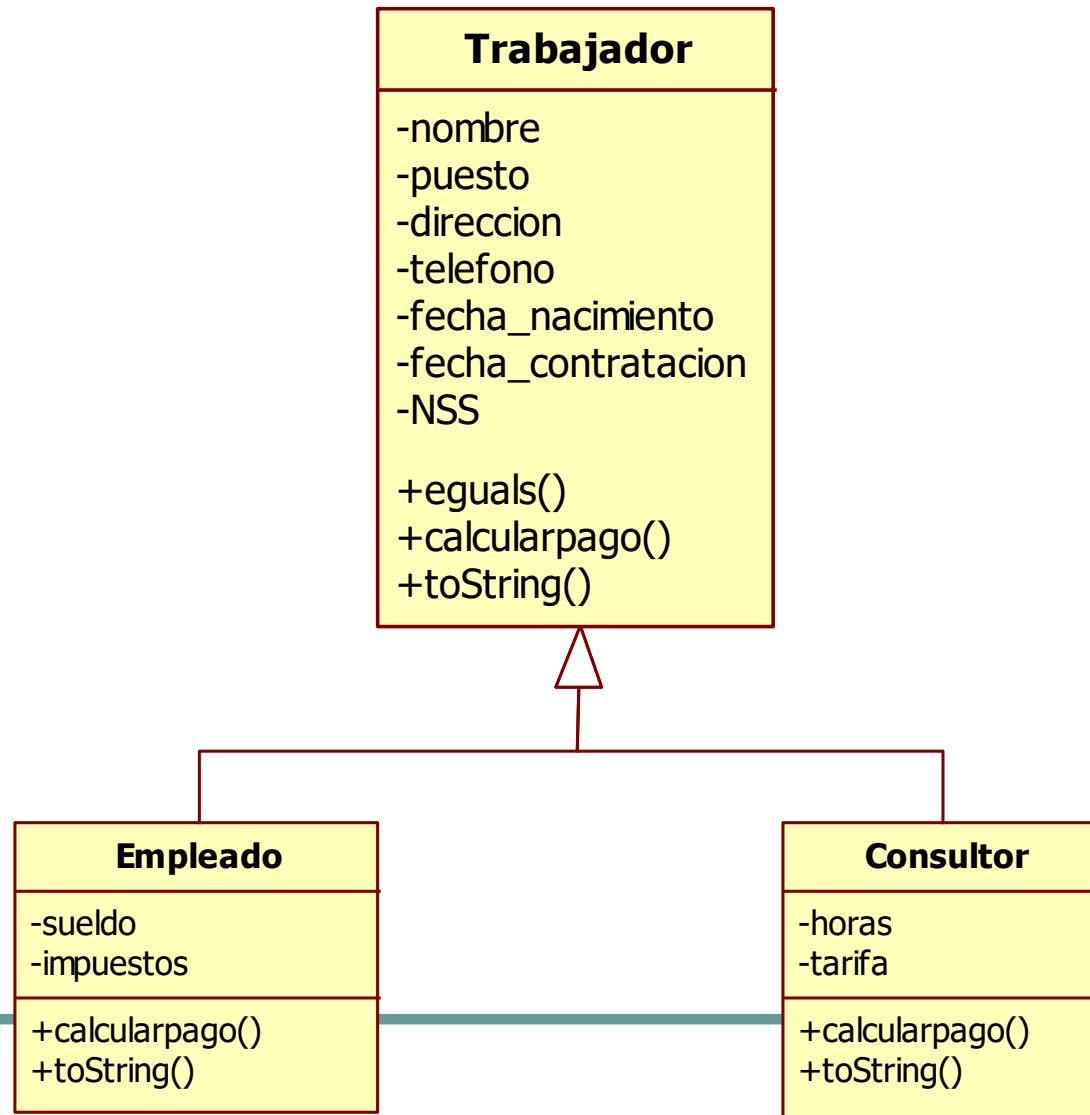 Trabajador
-nombre
-puesto
-direccion
-telefono
-fecha_nacimiento
-fecha_contratacion
-NSS
+eguals()
+calcularpago()
+toString()
Empleado
-sueldo
-impuestos
+calcularpago()
+toString()
Consultor
-horas
-tarifa
+calcularpago()
+toString()